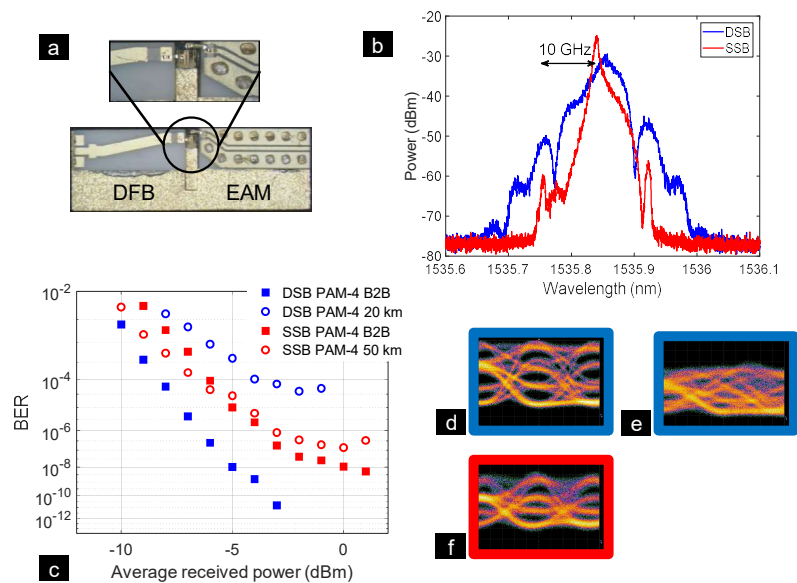 a
DFB
EAM
b
DSB
SSB
10 GHz
Power (dBm)
-20
-30
-40
-50
-60
-70
-80
1535.6
1535.7
1535.8
1535.9
1536
1536.1
Wavelength (nm)
DSB PAM-4 B2B
DSB PAM-4 20 km
SSB PAM-4 B2B
SSB PAM-4 50 km
BER
10-2
10-4
10-6
10-8
10-10
10-12
-10
-5
0
Average received power (dBm)
c
d
e
f